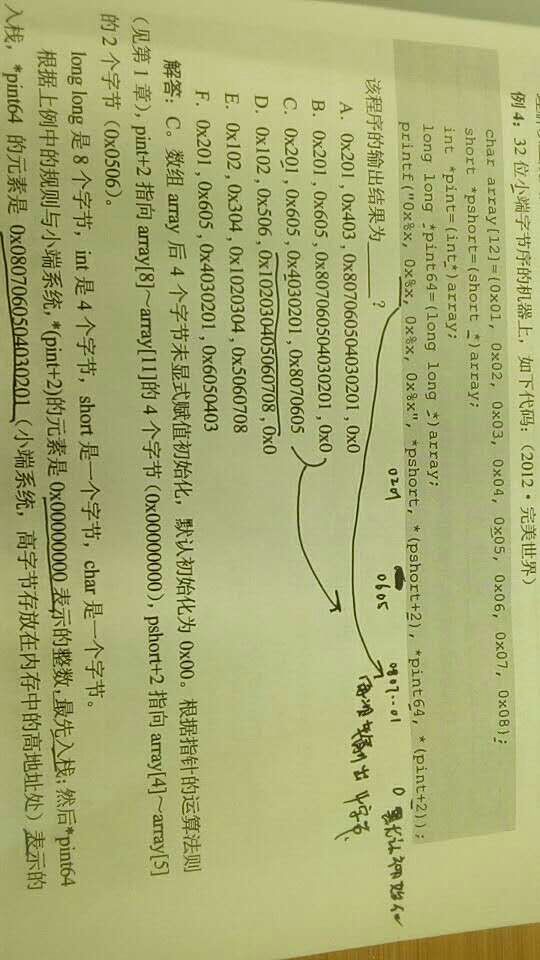 例4：32 位小端字节序的机器上，如下代码：（2012·完美世界）
char array[12]={0x01, 0x02, 0x03, 0x04, 0x05, 0x06, 0x07, 0x08};
short *pshort=(short *)array;
int *pint=(int *)array;
long long *pint64=(long long *)array;
printf("0x%x, 0x%x, 0x%x, 0x%x", *pshort, *(pshort+2), *pint64, *(pint+2));
0201 0605 0807...01 0 默认初始化
该程序的输出结果为____？
A．0x201 , 0x403 , 0x807060504030201 , 0x0
B．0x201 , 0x605 , 0x807060504030201 , 0x0
C．0x201 , 0x605 , 0x4030201 , 0x8070605
D．0x102 , 0x506 , 0x102030405060708 , 0x0
E．0x102 , 0x304 , 0x1020304 , 0x5060708
F．0x201 , 0x605 , 0x4030201 , 0x6050403
解答：C。数组 array 后 4 个字节未显式赋值初始化，默认初始化为 0x00。根据指针的运算法则
（见第 1 章），pint+2 指向 array[8]～array[11]的 4 个字节（0x00000000），pshort+2 指向 array[4]～array[5]
的 2 个字节（0x0506）。
long long 是 8 个字节，int 是 4 个字节，short 是一个字节，char 是一个字节。
根据上例中的规则与小端系统，*(pint+2)的元素是 0x00000000 表示的整数，最先入栈；然后*pint64
入栈，*pint64 的元素是 0x0807060504030201（小端系统，高字节存放在内存中的高地址处）表示的